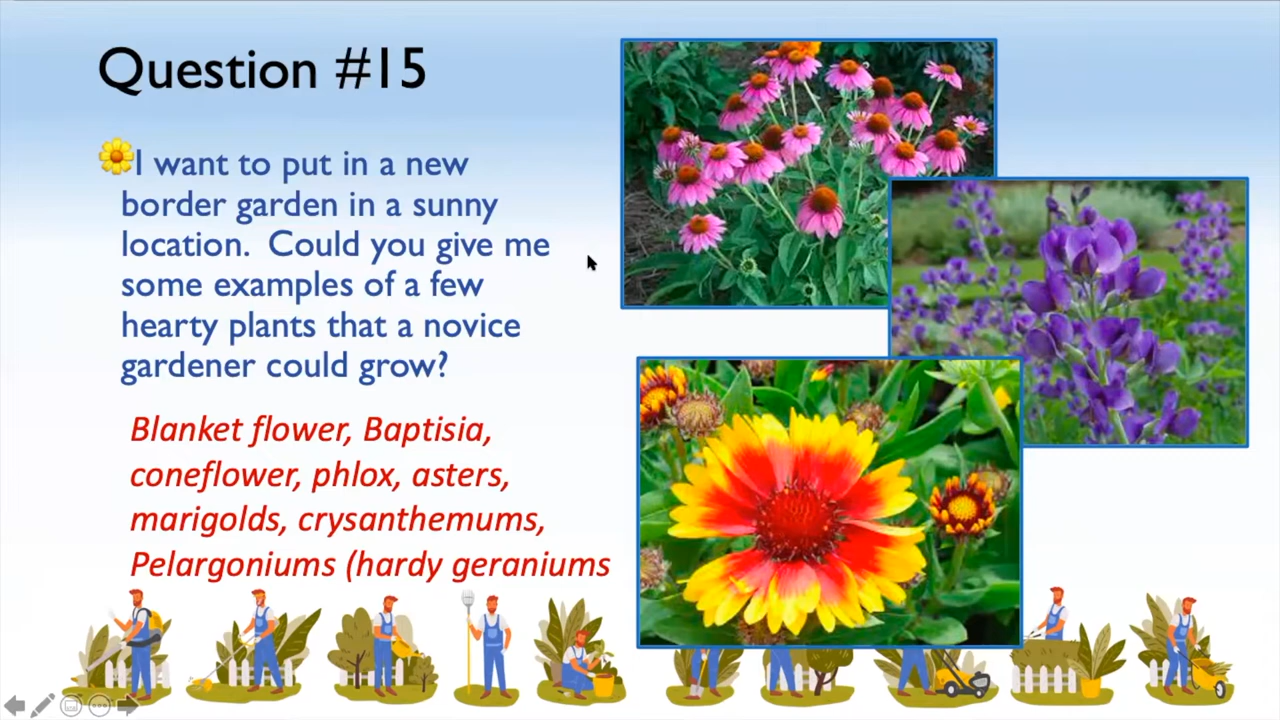 Question #15
I want to put in a new
border garden in a sunny
location.  Could you give me
some examples of a few
hearty plants that a novice
gardener could grow?
Blanket flower, Baptisia,
coneflower, phlox, asters,
marigolds, crysanthemums,
Pelargoniums (hardy geraniums